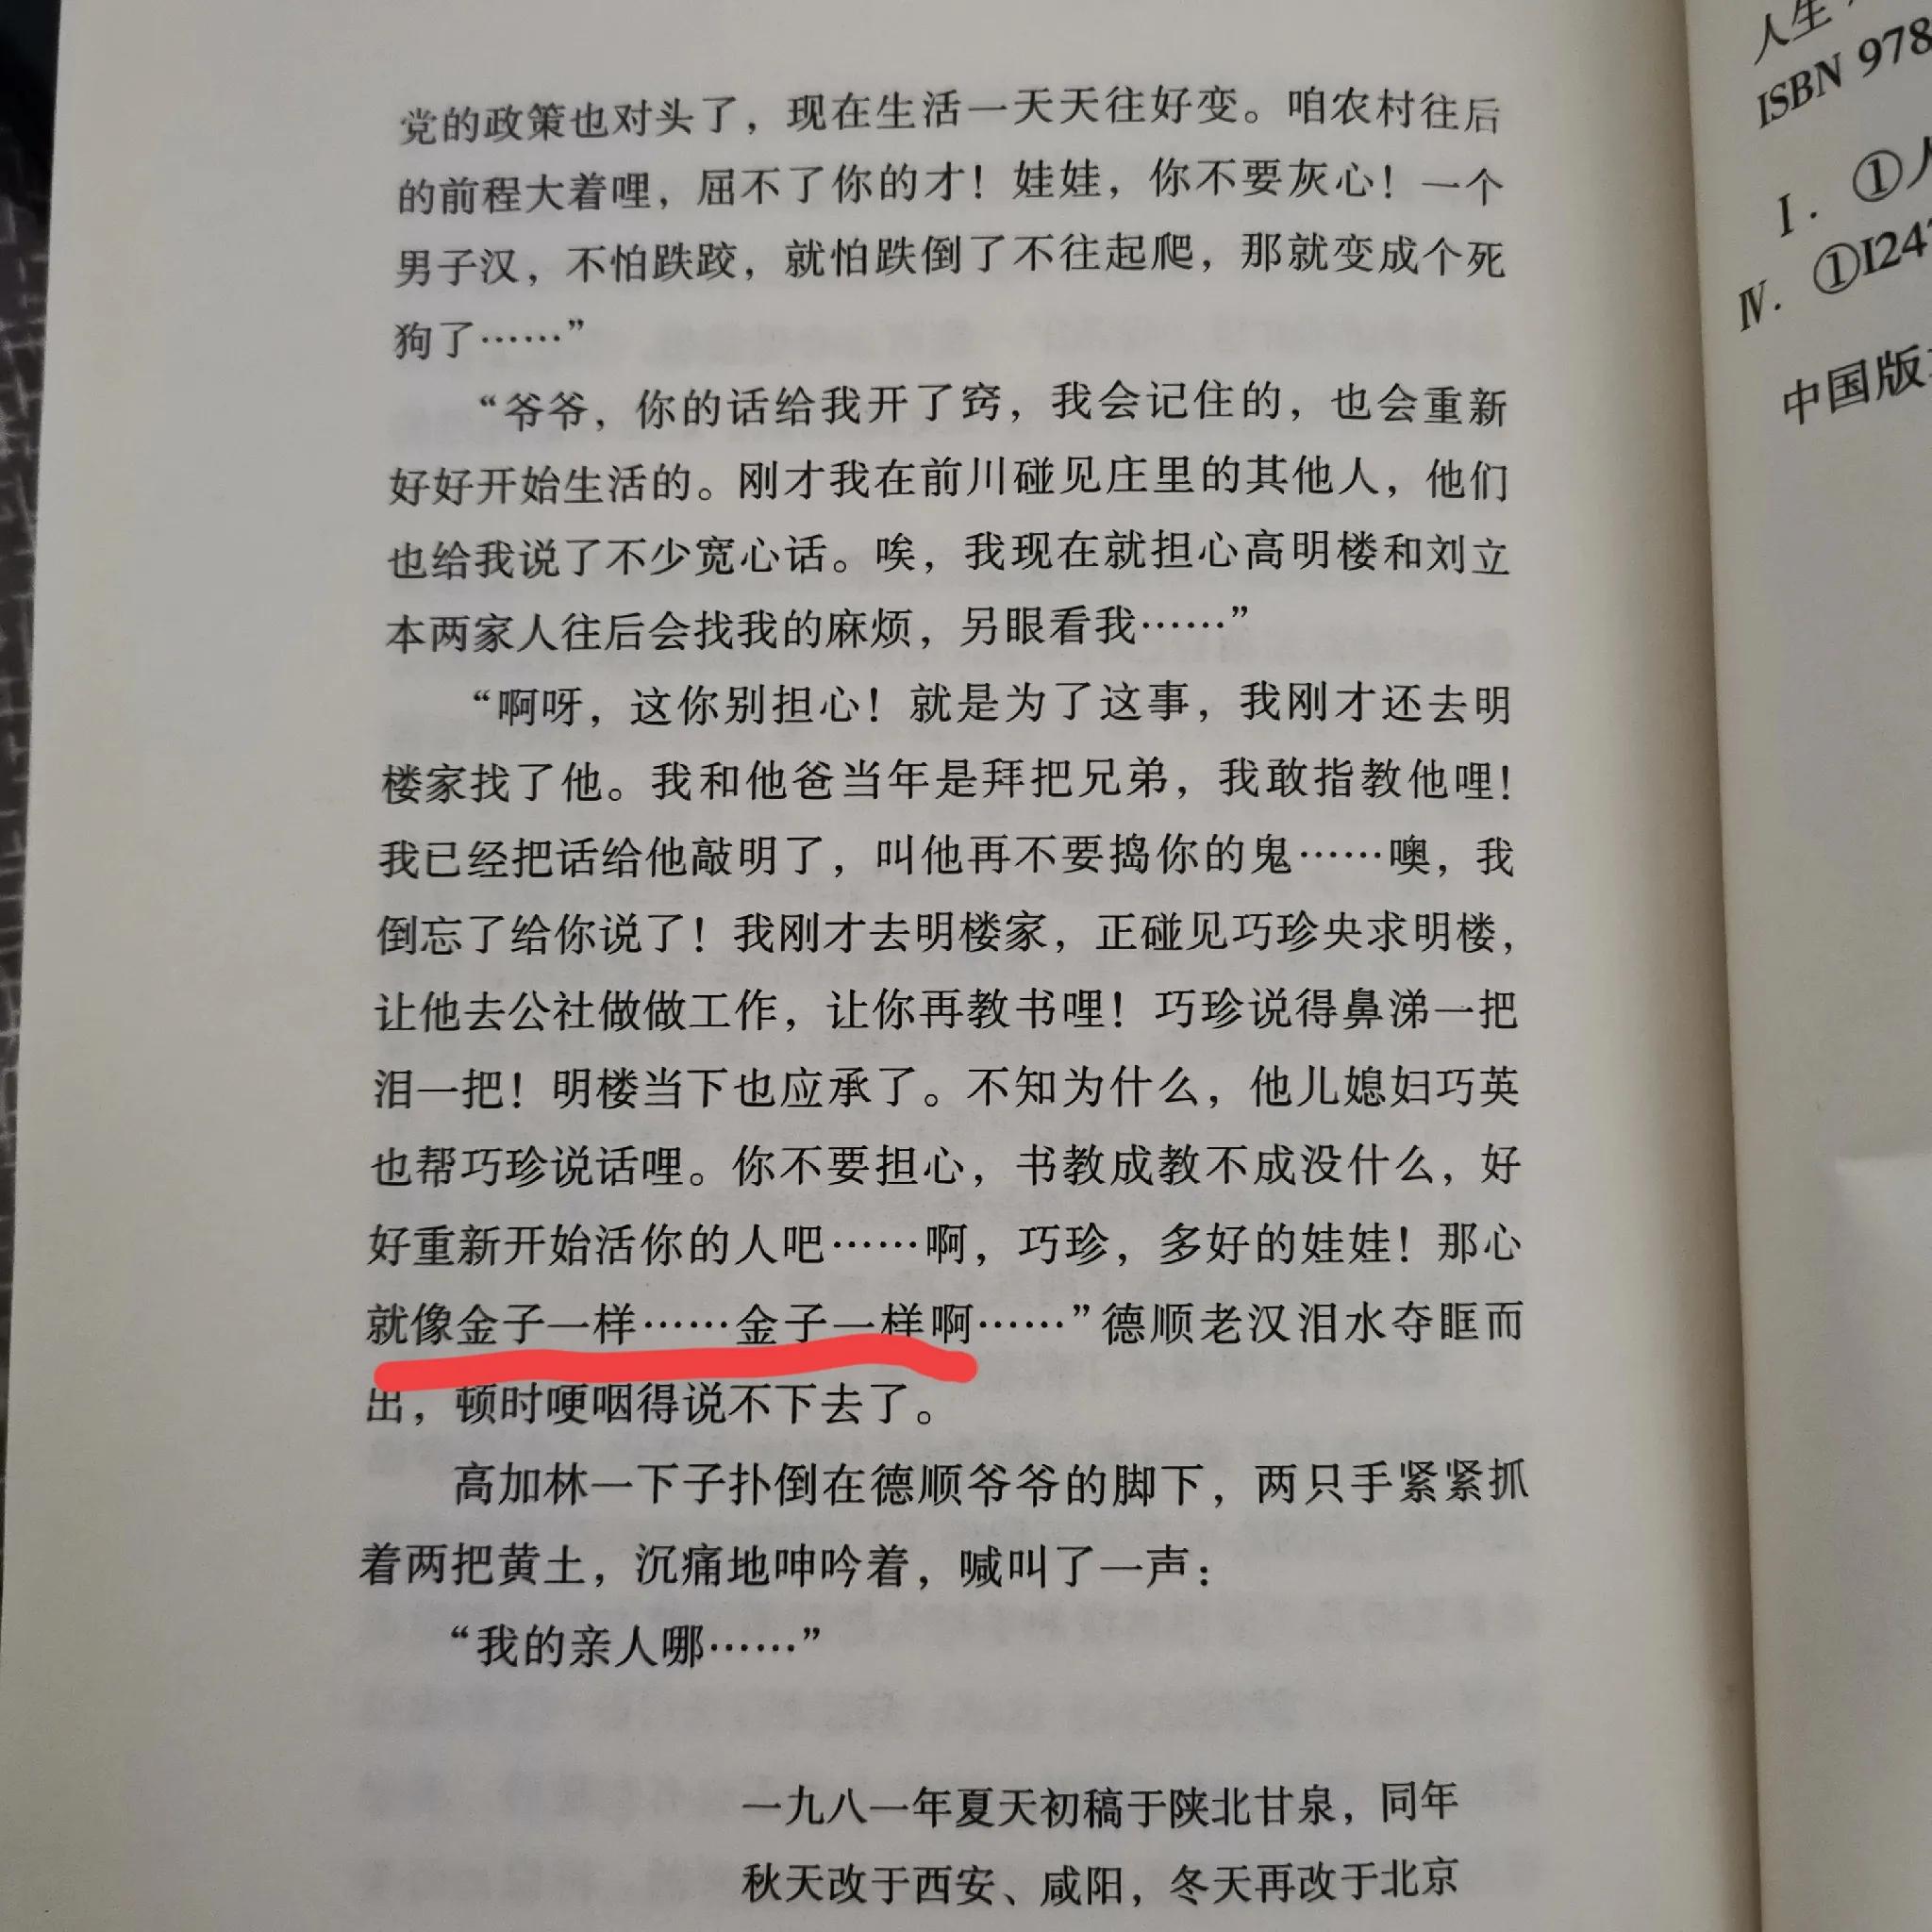 党的政策也对头了，现在生活一天天往好变。咱农村往后
的前程大着哩，屈不了你的才！娃娃，你不要灰心！一个
男子汉，不怕跌跤，就怕跌倒了不往起爬，那就变成个死
狗了……”
“爷爷，你的话给我开了窍，我会记住的，也会重新
好好开始生活的。刚才我在前川碰见庄里的其他人，他们
也给我说了不少宽心话。唉，我现在就担心高明楼和刘立
本两家人往后会找我的麻烦，另眼看我……”
“啊呀，这你别担心！就是为了这事，我刚才还去明
楼家找了他。我和他爸当年是拜把兄弟，我敢指教他哩！
我已经把话给他敲明了，叫他再不要捣你的鬼……噢，我
倒忘了给你说了！我刚才去明楼家，正碰见巧珍央求明楼，
让他去公社做做工作，让你再教书哩！巧珍说得鼻涕一把
泪一把！明楼当下也应承了。不知为什么，他儿媳妇巧英
也帮巧珍说话哩。你不要担心，书教成教不成没什么，好
好重新开始活你的人吧……啊，巧珍，多好的娃娃！那心
就像金子一样……金子一样啊……”德顺老汉泪水夺眶而
出，顿时哽咽得说不下去了。
高加林一下子扑倒在德顺爷爷的脚下，两只手紧紧抓
着两把黄土，沉痛地呻吟着，喊叫了一声：
“我的亲人哪……”
一九八一年夏天初稿于陕北甘泉，同年
秋天改于西安、咸阳，冬天再改于北京
人生
ISBN 978
Ⅰ. ①人
Ⅳ. ①I247
中国版